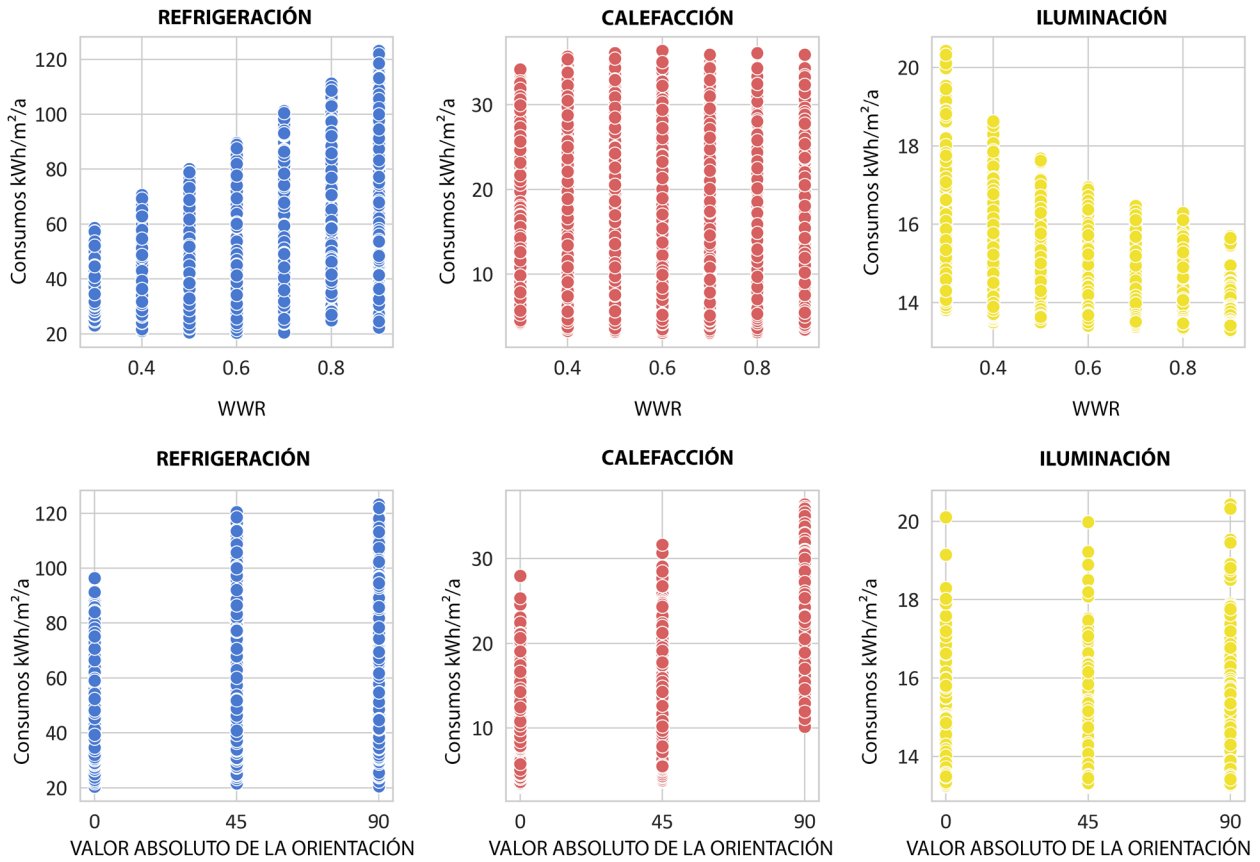 REFRIGERACIÓN
CALEFACCIÓN
ILUMINACIÓN
Consumos kWh/m²/a
120
100
80
60
40
20
0.4
0.6
0.8
WWR
Consumos kWh/m²/a
30
20
10
0.4
0.6
0.8
WWR
Consumos kWh/m²/a
20
18
16
14
0.4
0.6
0.8
WWR
REFRIGERACIÓN
CALEFACCIÓN
ILUMINACIÓN
Consumos kWh/m²/a
120
100
80
60
40
20
0
45
90
VALOR ABSOLUTO DE LA ORIENTACIÓN
Consumos kWh/m²/a
30
20
10
0
45
90
VALOR ABSOLUTO DE LA ORIENTACIÓN
Consumos kWh/m²/a
20
18
16
14
0
45
90
VALOR ABSOLUTO DE LA ORIENTACIÓN